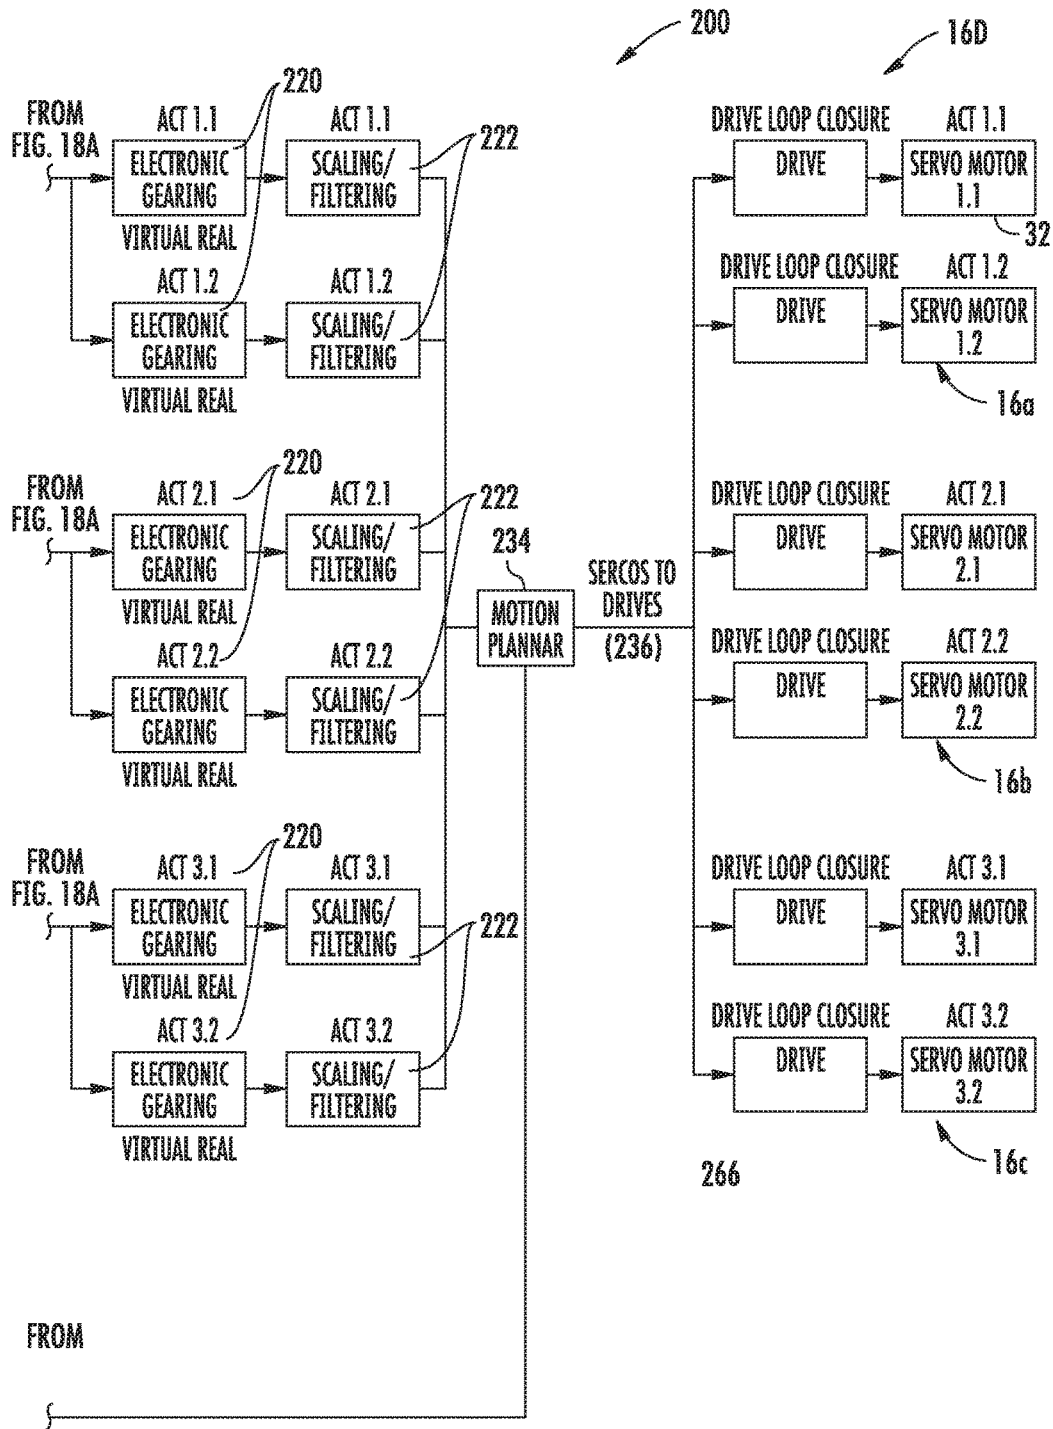 200
16D
FROM
FIG. 18A
ACT 1.1
220
ELECTRONIC
GEARING
VIRTUAL REAL
ACT 1.1
SCALING/
FILTERING
222
ACT 1.2
ELECTRONIC
GEARING
VIRTUAL REAL
ACT 1.2
SCALING/
FILTERING
FROM
FIG. 18A
ACT 2.1
220
ELECTRONIC
GEARING
VIRTUAL REAL
ACT 2.1
SCALING/
FILTERING
222
ACT 2.2
ELECTRONIC
GEARING
VIRTUAL REAL
ACT 2.2
SCALING/
FILTERING
FROM
FIG. 18A
ACT 3.1
220
ELECTRONIC
GEARING
VIRTUAL REAL
ACT 3.1
SCALING/
FILTERING
222
ACT 3.2
ELECTRONIC
GEARING
VIRTUAL REAL
ACT 3.2
SCALING/
FILTERING
FROM
234
MOTION
PLANNAR
SERCOS TO
DRIVES
(236)
DRIVE LOOP CLOSURE
DRIVE
ACT 1.1
SERVO MOTOR
1.1
32
DRIVE LOOP CLOSURE
DRIVE
ACT 1.2
SERVO MOTOR
1.2
16a
DRIVE LOOP CLOSURE
DRIVE
ACT 2.1
SERVO MOTOR
2.1
DRIVE LOOP CLOSURE
DRIVE
ACT 2.2
SERVO MOTOR
2.2
16b
DRIVE LOOP CLOSURE
DRIVE
ACT 3.1
SERVO MOTOR
3.1
DRIVE LOOP CLOSURE
DRIVE
ACT 3.2
SERVO MOTOR
3.2
16c
266